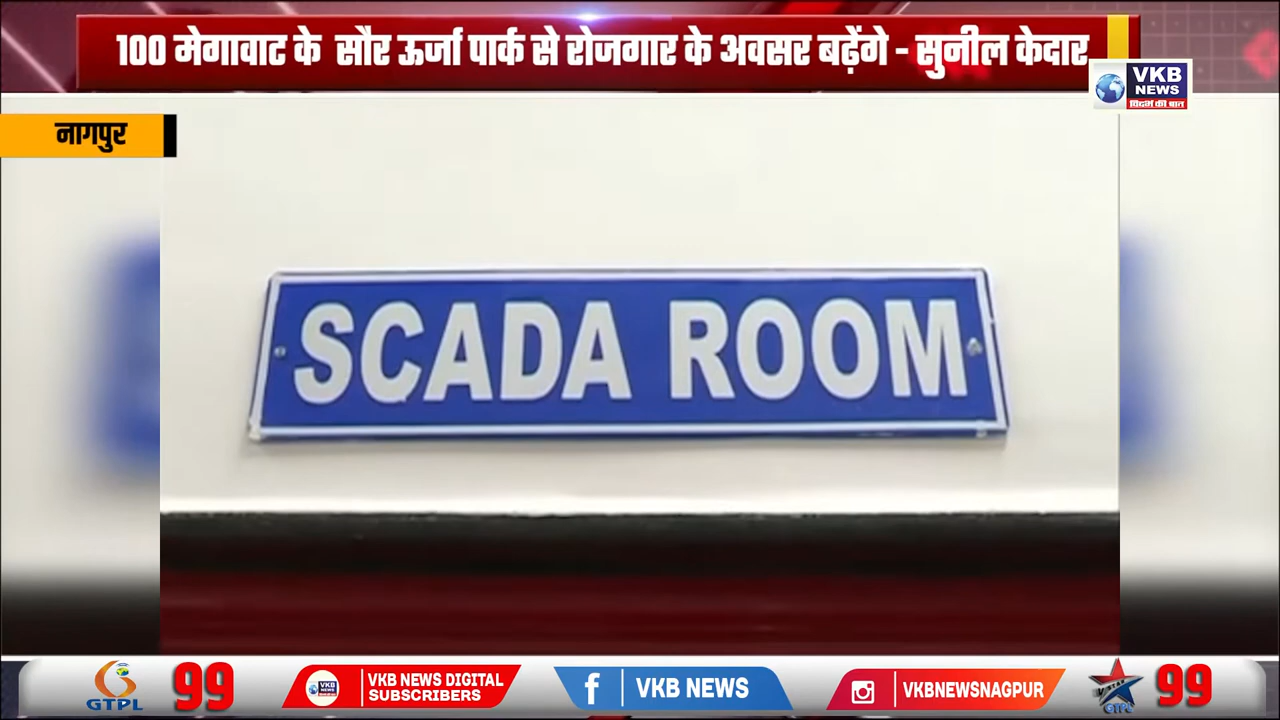 100 मेगावाट के सौर ऊर्जा पार्क से रोजगार के अवसर बढ़ेंगे - सुनील केदार
VKB
NEWS
विदर्भ की बात
नागपुर
SCADA ROOM
GTPL
99
VKB NEWS DIGITAL
SUBSCRIBERS
VKB NEWS
VKBNEWSNAGPUR
GTPL
99